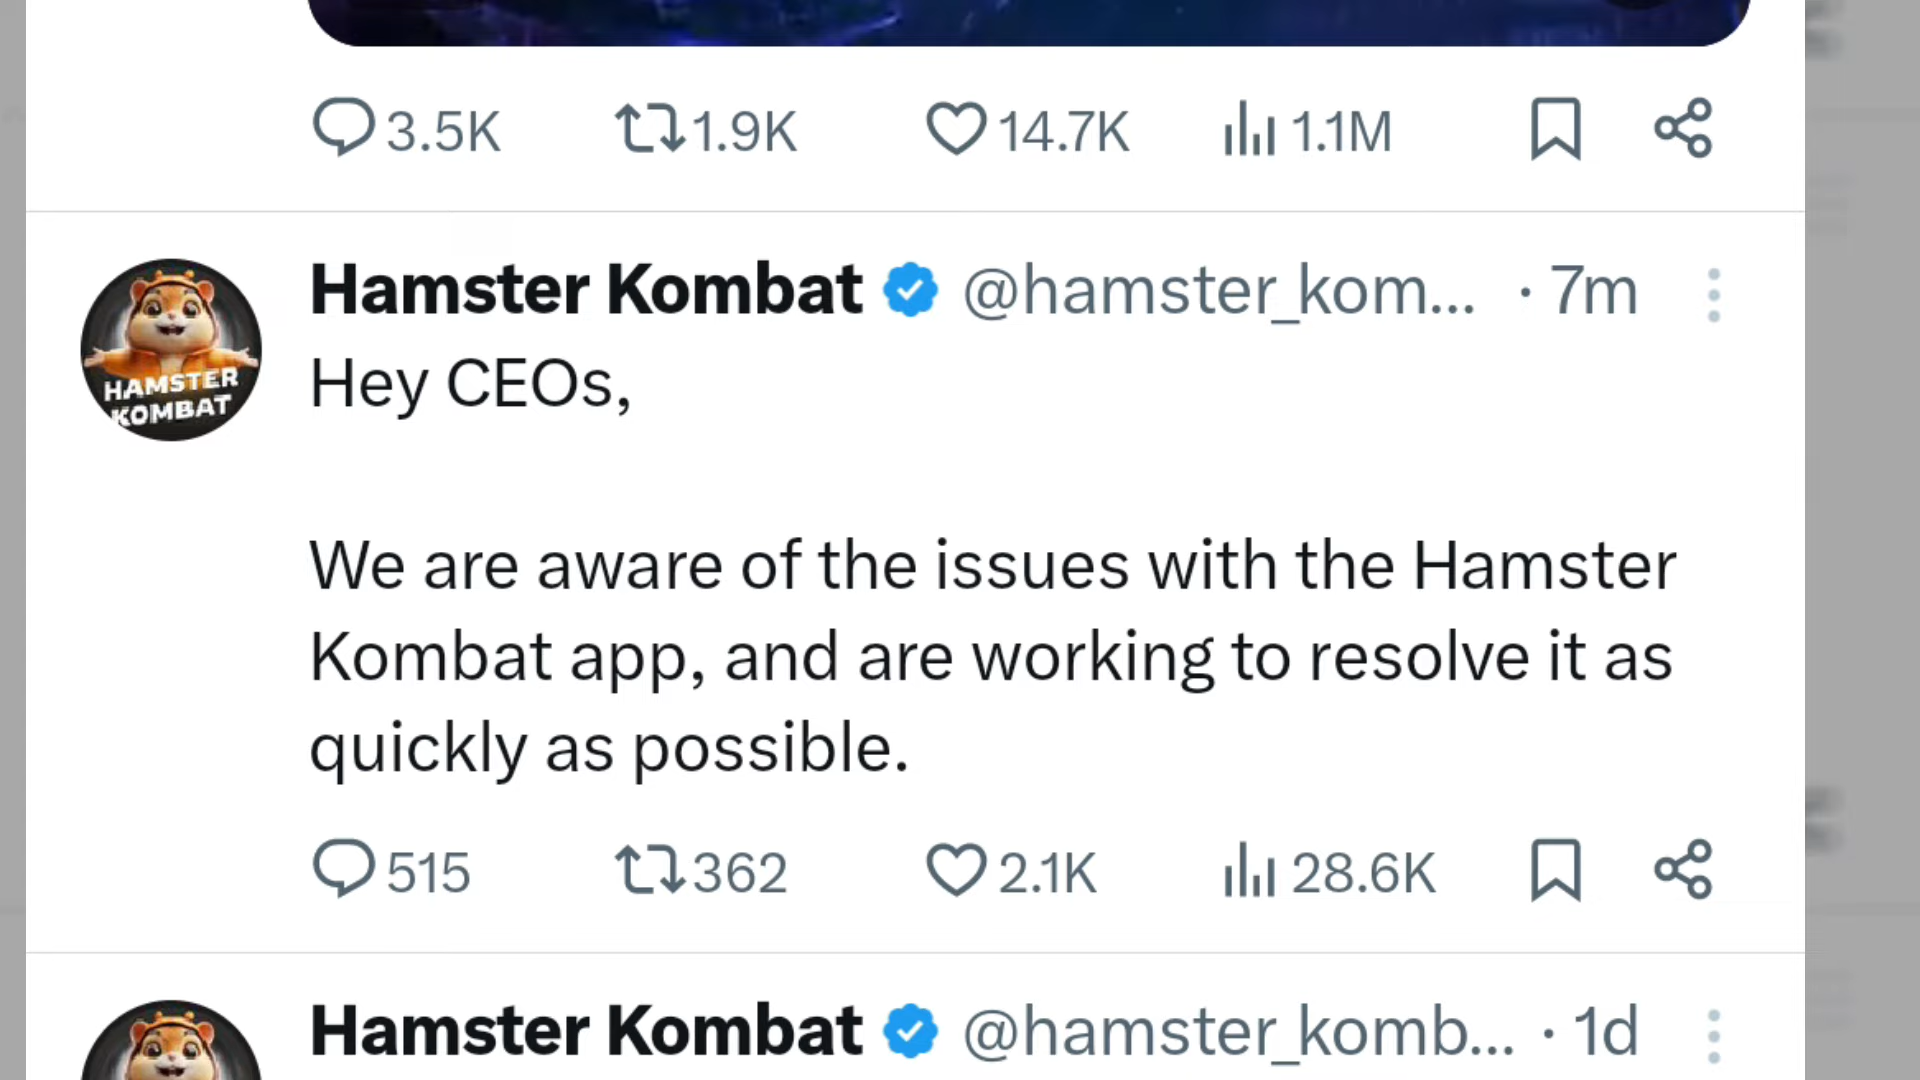 3.5K 1.9K 14.7K 1.1M
Hamster Kombat @hamster_kom... · 7m
HAMSTER
KOMBAT
Hey CEOs,
We are aware of the issues with the Hamster
Kombat app, and are working to resolve it as
quickly as possible.
515 362 2.1K 28.6K
Hamster Kombat @hamster_komb... · 1d